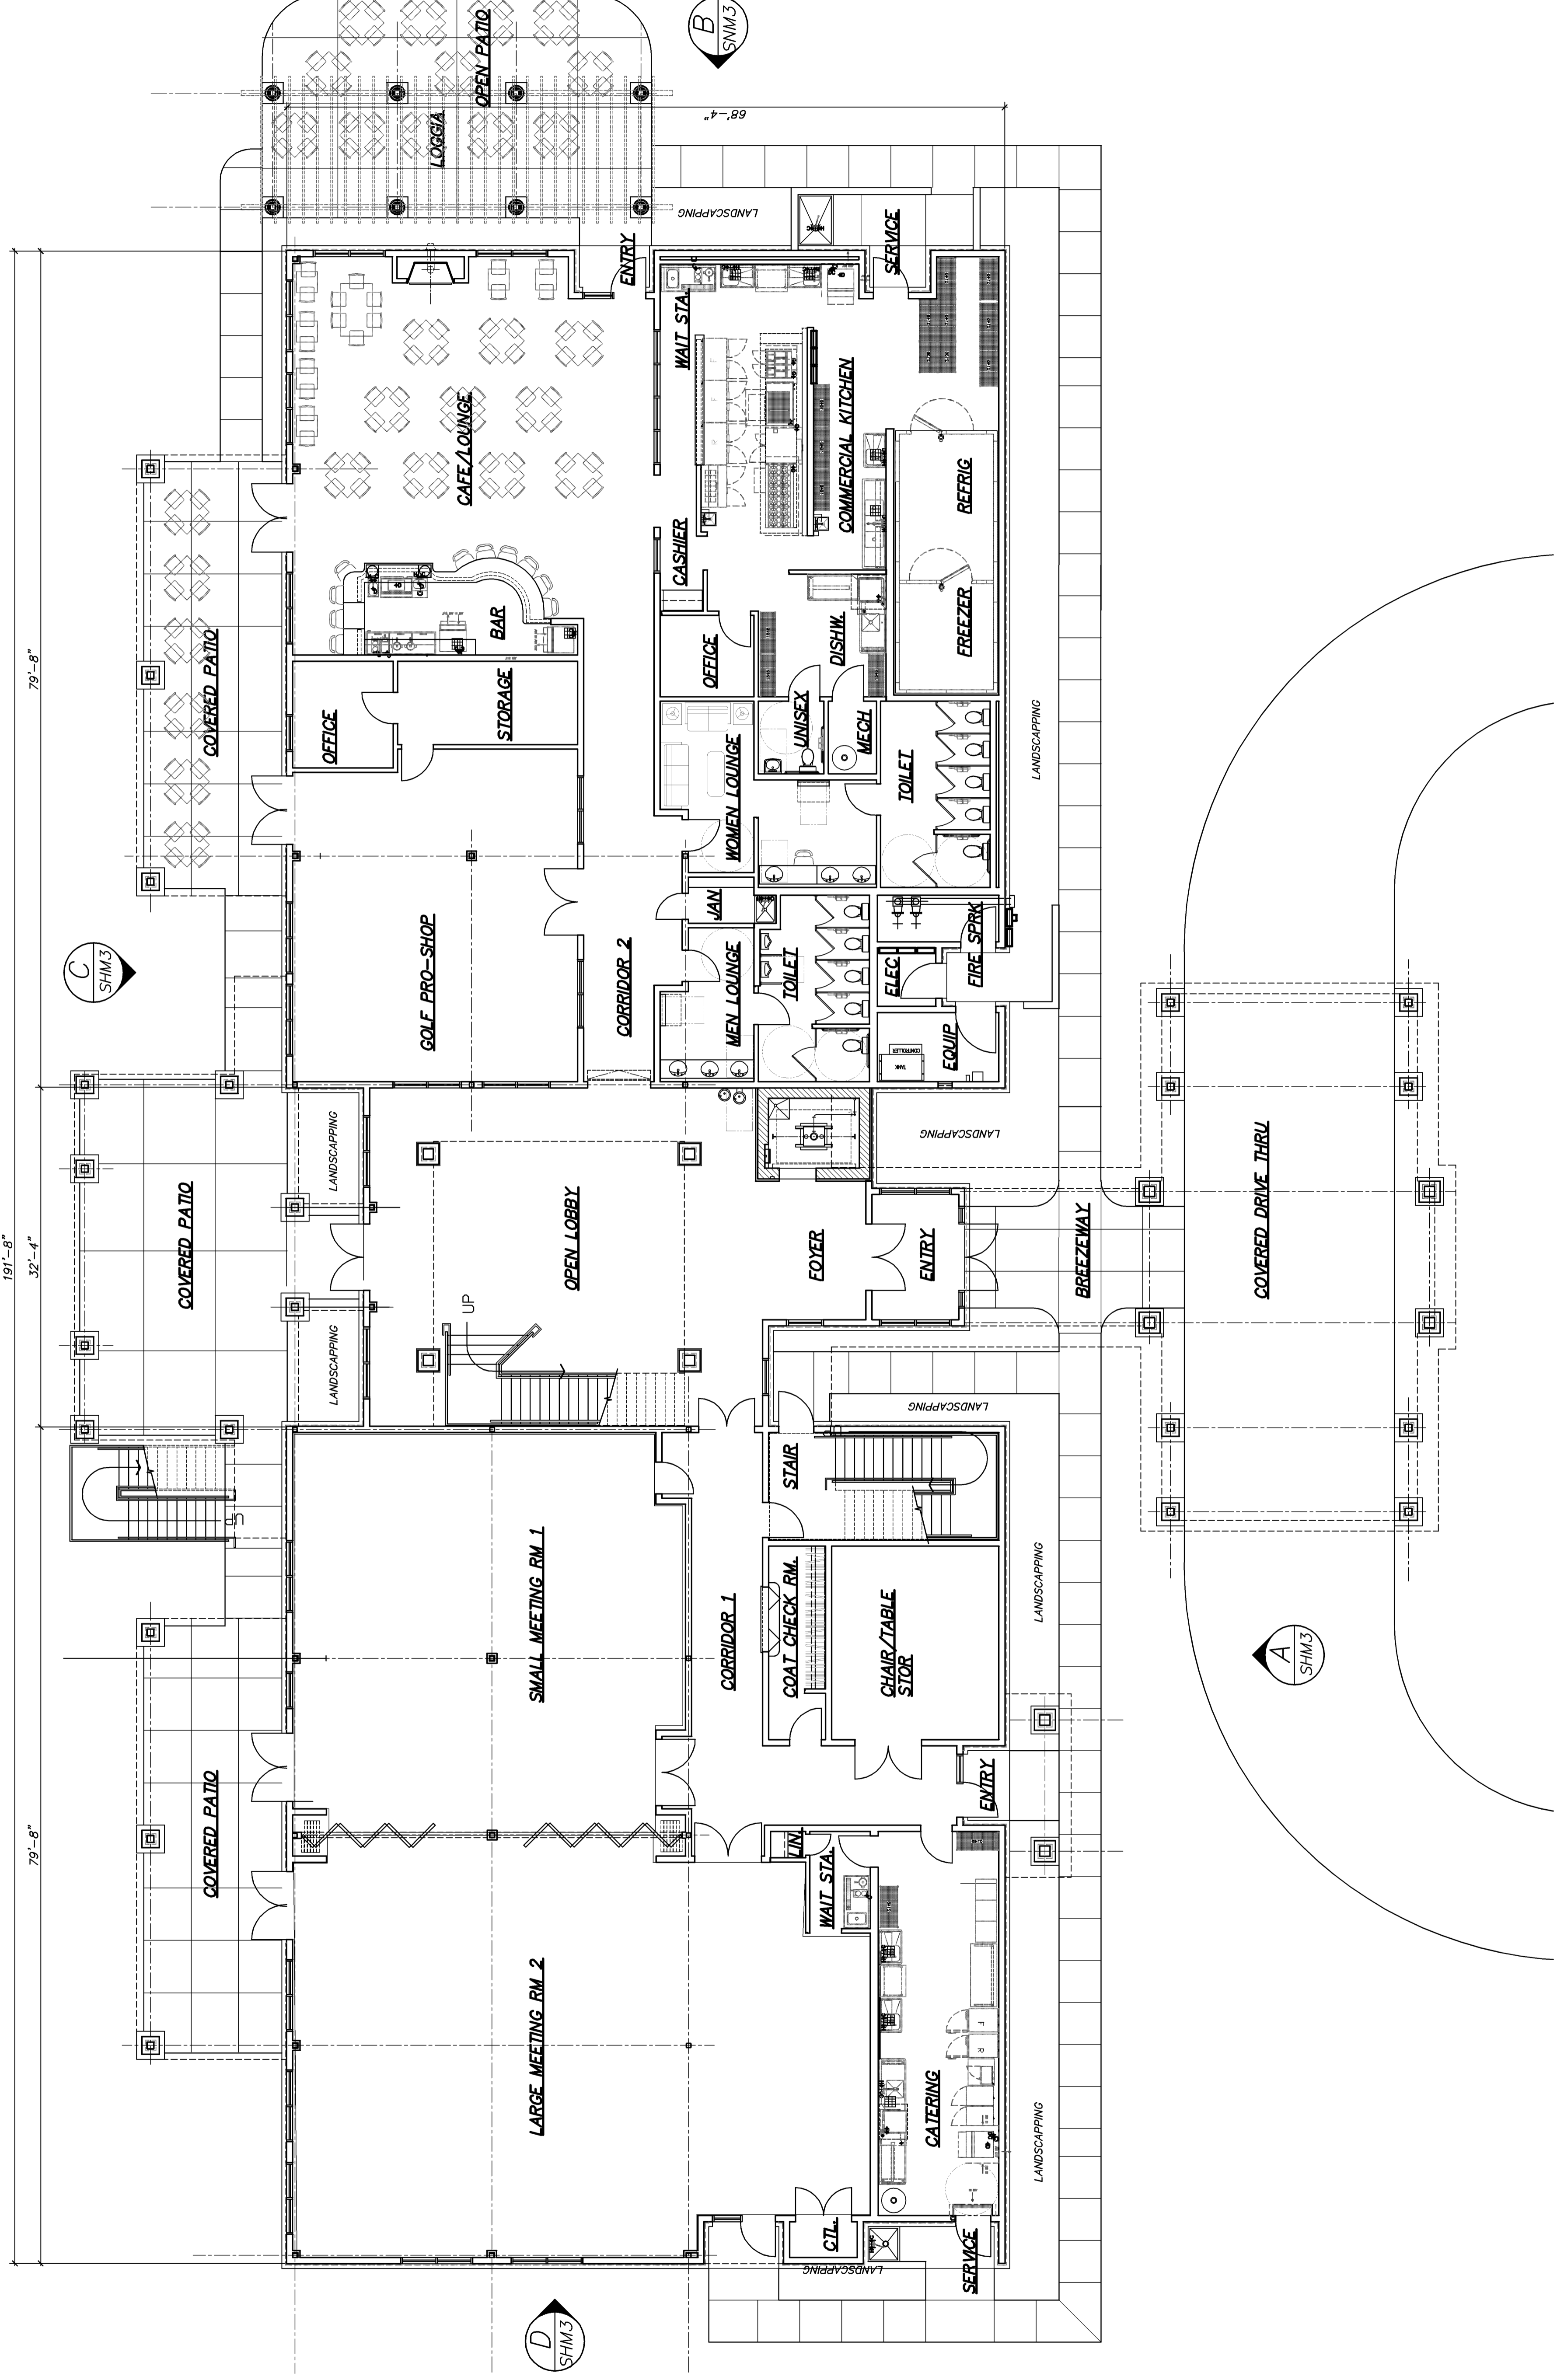 191'-8"
79'-8"
32'-4"
79'-8"
68'-4"
B
SNM3
C
SHM3
D
SHM3
A
SHM3
COVERED PATIO
COVERED PATIO
COVERED PATIO
OPEN PATIO
LOGGIA
UP
LANDSCAPPING
LANDSCAPPING
LARGE MEETING RM 2
SMALL MEETING RM 1
OPEN LOBBY
UP
GOLF PRO-SHOP
OFFICE
STORAGE
BAR
CAFE/LOUNGE
ENTRY
CORRIDOR 1
CORRIDOR 2
MEN LOUNGE
JAN
WOMEN LOUNGE
OFFICE
CASHIER
WAIT STA.
LANDSCAPPING
LIN.
WAIT STA.
COAT CHECK RM.
STAIR
FOYER
TOILET
UNISEX
MECH
DISHW.
COMMERCIAL KITCHEN
SERVICE
CTL.
CHAIR/TABLE
STOR
ELEC
TOILET
CATERING
F
R
ENTRY
TANK
CONTROLLER
EQUIP
FIRE SPRK
FREEZER
REFRIG
SERVICE
ENTRY
LANDSCAPPING
LANDSCAPPING
LANDSCAPPING
LANDSCAPPING
LANDSCAPPING
LANDSCAPPING
BREEZEWAY
COVERED DRIVE THRU